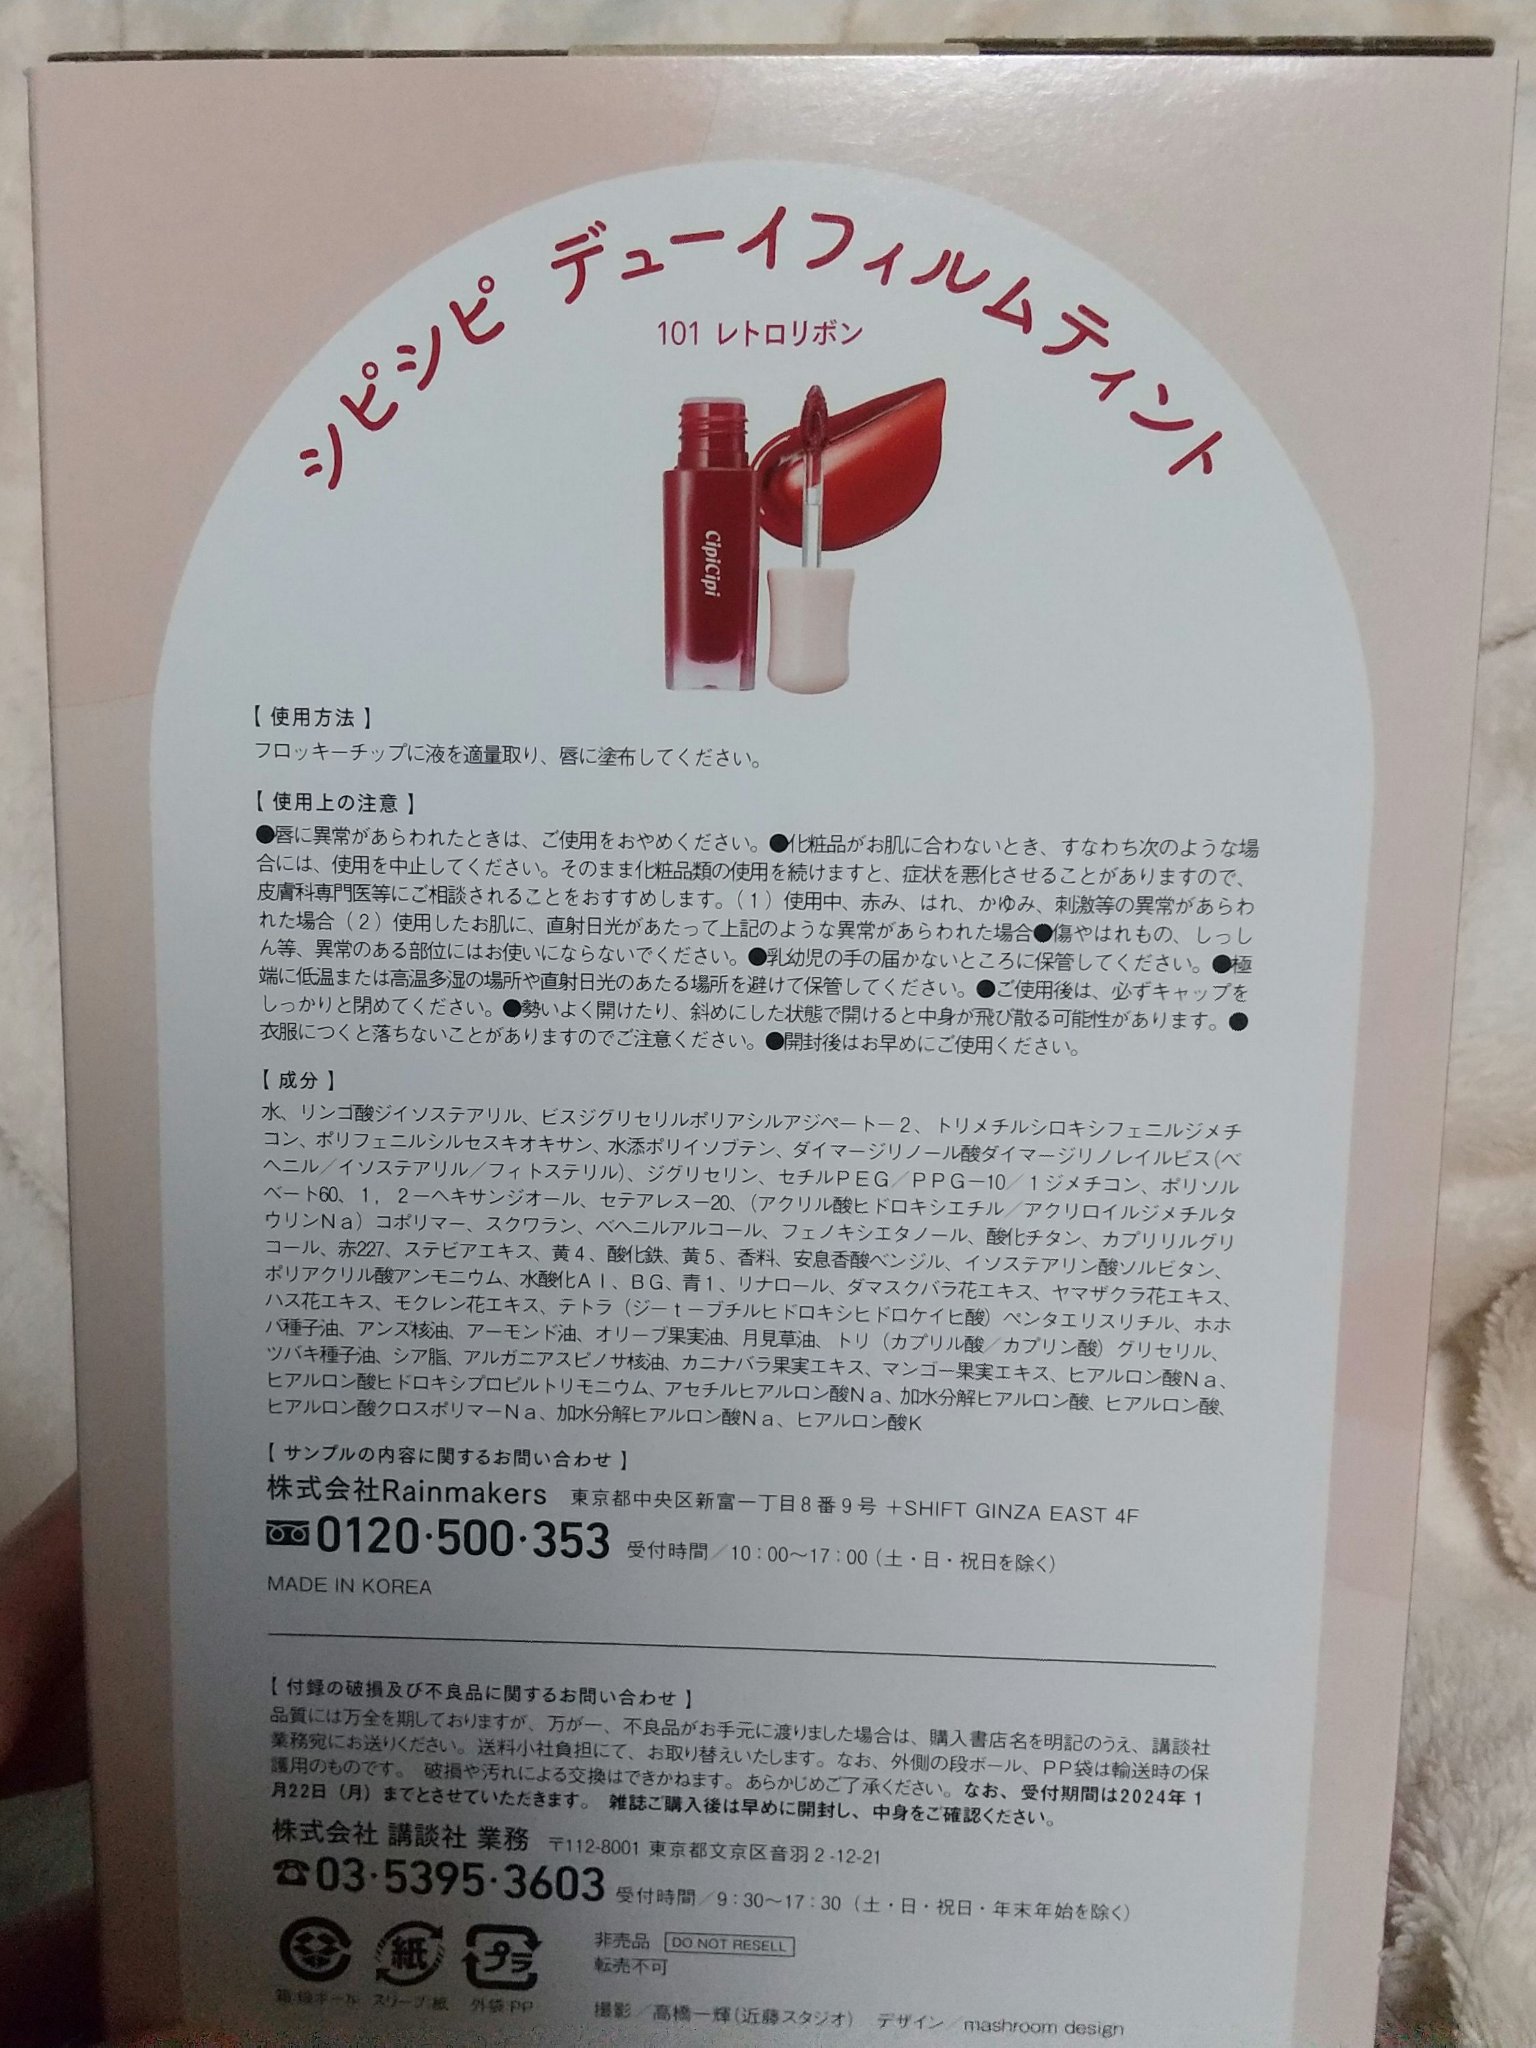 シピシピ デューイフィルムティント
101 レトロリボン
CipiCipi
【 使用方法 】
フロッキーチップに液を適量取り、唇に塗布してください。
【 使用上の注意 】
●唇に異常があらわれたときは、ご使用をおやめください。●化粧品がお肌に合わないとき、すなわち次のような場
合には、使用を中止してください。そのまま化粧品類の使用を続けますと、症状を悪化させることがありますので、
皮膚科専門医等にご相談されることをおすすめします。（１）使用中、赤み、はれ、かゆみ、刺激等の異常があらわ
れた場合（２）使用したお肌に、直射日光があたって上記のような異常があらわれた場合●傷やはれもの、しっし
ん等、異常のある部位にはお使いにならないでください。●乳幼児の手の届かないところに保管してください。●極
端に低温または高温多湿の場所や直射日光のあたる場所を避けて保管してください。●ご使用後は、必ずキャップを
しっかりと閉めてください。●勢いよく開けたり、斜めにした状態で開けると中身が飛び散る可能性があります。●
衣服につくと落ちないことがありますのでご注意ください。●開封後はお早めにご使用ください。
【 成分 】
水、リンゴ酸ジイソステアリル、ビスジグリセリルポリアシルアジペート－２、トリメチルシロキシフェニルジメチ
コン、ポリフェニルシルセスキオキサン、水添ポリイソブテン、ダイマージリノール酸ダイマージリノレイルビス（ベ
ヘニル／イソステアリル／フィトステリル）、ジグリセリン、セチルＰＥＧ／ＰＰＧ－10／１ジメチコン、ポリソル
ベート60、１，２－ヘキサンジオール、セテアレス－20、（アクリル酸ヒドロキシエチル／アクリロイルジメチルタ
ウリンＮａ）コポリマー、スクワラン、ベヘニルアルコール、フェノキシエタノール、酸化チタン、カプリリルグリ
コール、赤227、ステビアエキス、黄４、酸化鉄、黄５、香料、安息香酸ベンジル、イソステアリン酸ソルビタン、
ポリアクリル酸アンモニウム、水酸化ＡＩ、ＢＧ、青１、リナロール、ダマスクバラ花エキス、ヤマザクラ花エキス、
ハス花エキス、モクレン花エキス、テトラ（ジ－ｔ－ブチルヒドロキシヒドロケイヒ酸）ペンタエリスリチル、ホホ
バ種子油、アンズ核油、アーモンド油、オリーブ果実油、月見草油、トリ（カプリル酸／カプリン酸）グリセリル、
ツバキ種子油、シア脂、アルガニアスピノサ核油、カニナバラ果実エキス、マンゴー果実エキス、ヒアルロン酸Ｎａ、
ヒアルロン酸ヒドロキシプロピルトリモニウム、アセチルヒアルロン酸Ｎａ、加水分解ヒアルロン酸、ヒアルロン酸、
ヒアルロン酸クロスポリマーＮａ、加水分解ヒアルロン酸Ｎａ、ヒアルロン酸Ｋ
【 サンプルの内容に関するお問い合わせ 】
株式会社Rainmakers 東京都中央区新富一丁目８番９号 +SHIFT GINZA EAST 4F
0120·500·353 受付時間／10：00～17：00（土・日・祝日を除く）
MADE IN KOREA
【 付録の破損及び不良品に関するお問い合わせ 】
品質には万全を期しておりますが、万が一、不良品がお手元に渡りました場合は、購入書店名を明記のうえ、講談社
業務宛にお送りください。送料小社負担にて、お取り替えいたします。なお、外側の段ボール、ＰＰ袋は輸送時の保
護用のものです。 破損や汚れによる交換はできかねます。あらかじめご了承ください。なお、受付期間は2024年１
月22日（月）までとさせていただきます。 雑誌ご購入後は早めに開封し、中身をご確認ください。
株式会社 講談社 業務 〒112-8001 東京都文京区音羽２-12-21
☎03·5395·3603 受付時間／9：30～17：30（土・日・祝日・年末年始を除く）
紙 プラ
箱:段ボール スリーブ:紙 外袋:PP
非売品 DO NOT RESELL
転売不可
撮影／高橋一輝（近藤スタジオ） デザイン／mashroom design